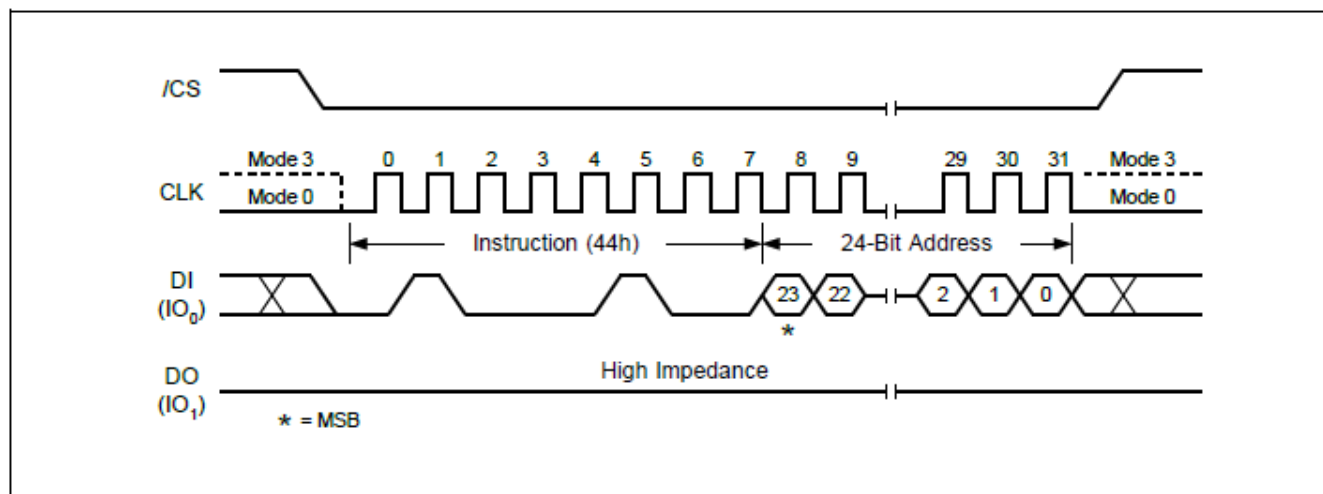 /CS
Mode 3 0 1 2 3 4 5 6 7 8 9 29 30 31 Mode 3
CLK
Mode 0 Mode 0
Instruction (44h) 24-Bit Address
DI
(IO0)
23 22 2 1 0
*
High Impedance
DO
(IO1)
* = MSB